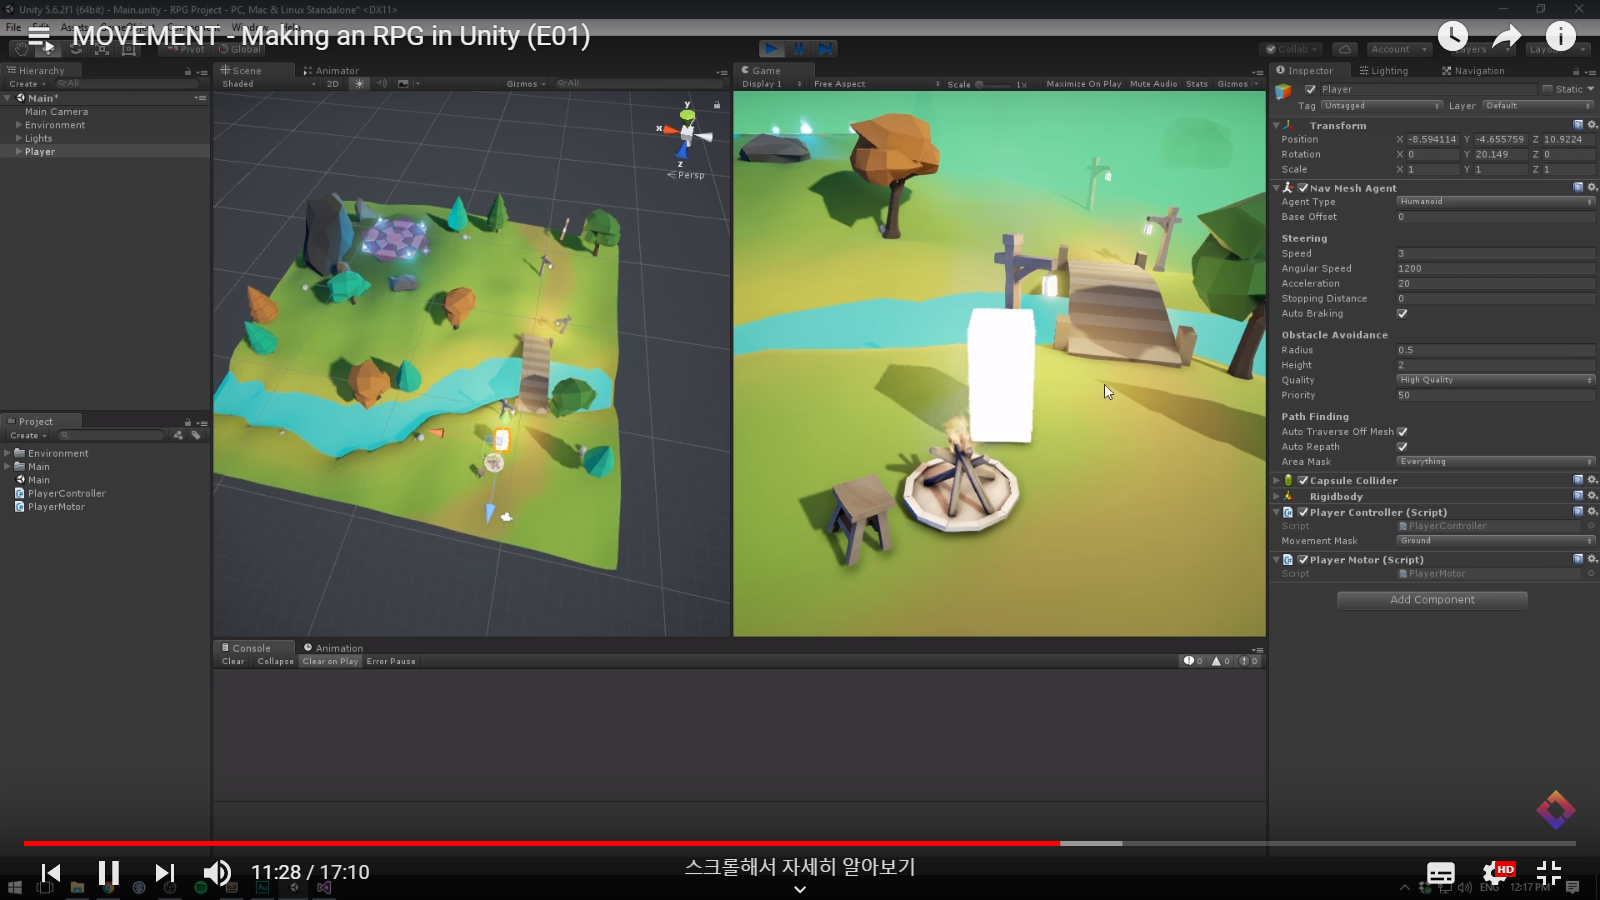 Unity 5.6.2f1 (64bit) - Main.unity - RPG Project - PC, Mac & Linux Standalone* <DX11>
MOVEMENT - Making an RPG in Unity (E01)
File Edit Assets GameObject Component Window Help
Pivot Global
Collab Account Layers Layout
Hierarchy
Create All
Main*
Main Camera
Environment
Lights
Player
Project
Create
Environment
Main
Main
PlayerController
PlayerMotor
Scene Animator
Shaded 2D Gizmos All
y
x
z
Persp
Game
Display 1 Free Aspect Scale 1x Maximize On Play Mute Audio Stats Gizmos
Console Animation
Clear Collapse Clear on Play Error Pause 0 0 0
Inspector Lighting Navigation
Player Static
Tag Untagged Layer Default
Transform
Position X -8.594114 Y -4.655759 Z 10.9224
Rotation X 0 Y 20.149 Z 0
Scale X 1 Y 1 Z 1
Nav Mesh Agent
Agent Type Humanoid
Base Offset 0
Steering
Speed 3
Angular Speed 1200
Acceleration 20
Stopping Distance 0
Auto Braking
Obstacle Avoidance
Radius 0.5
Height 2
Quality High Quality
Priority 50
Path Finding
Auto Traverse Off Mesh
Auto Repath
Area Mask Everything
Capsule Collider
Rigidbody
Player Controller (Script)
Script PlayerController
Movement Mask Ground
Player Motor (Script)
Script PlayerMotor
Add Component
11:28 / 17:10
스크롤해서 자세히 알아보기
HD
ENG 12:17 PM